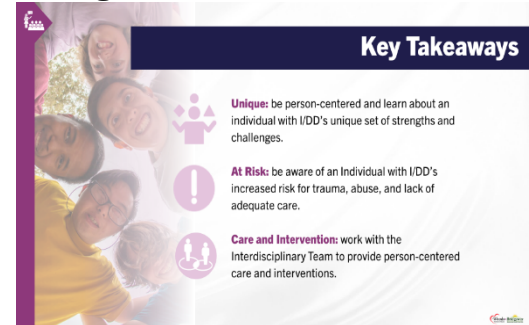 Key Takeaways
Unique: be person-centered and learn about an
individual with I/DD's unique set of strengths and
challenges.
At Risk: be aware of an Individual with I/DD's
increased risk for trauma, abuse, and lack of
adequate care.
Care and Intervention: work with the
Interdisciplinary Team to provide person-centered
care and interventions.